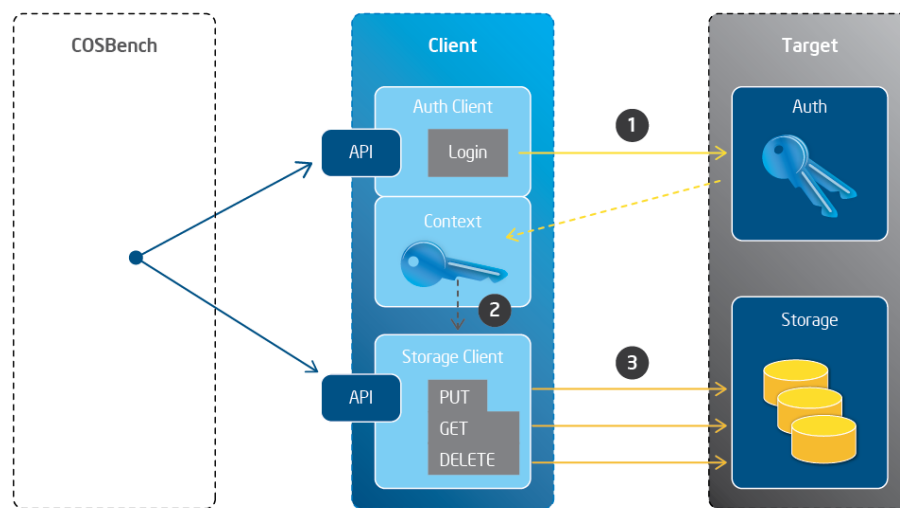 COSBench
Client
Target
Auth Client
API
Login
1
Auth
Context
2
Storage Client
API
PUT
GET
DELETE
3
Storage